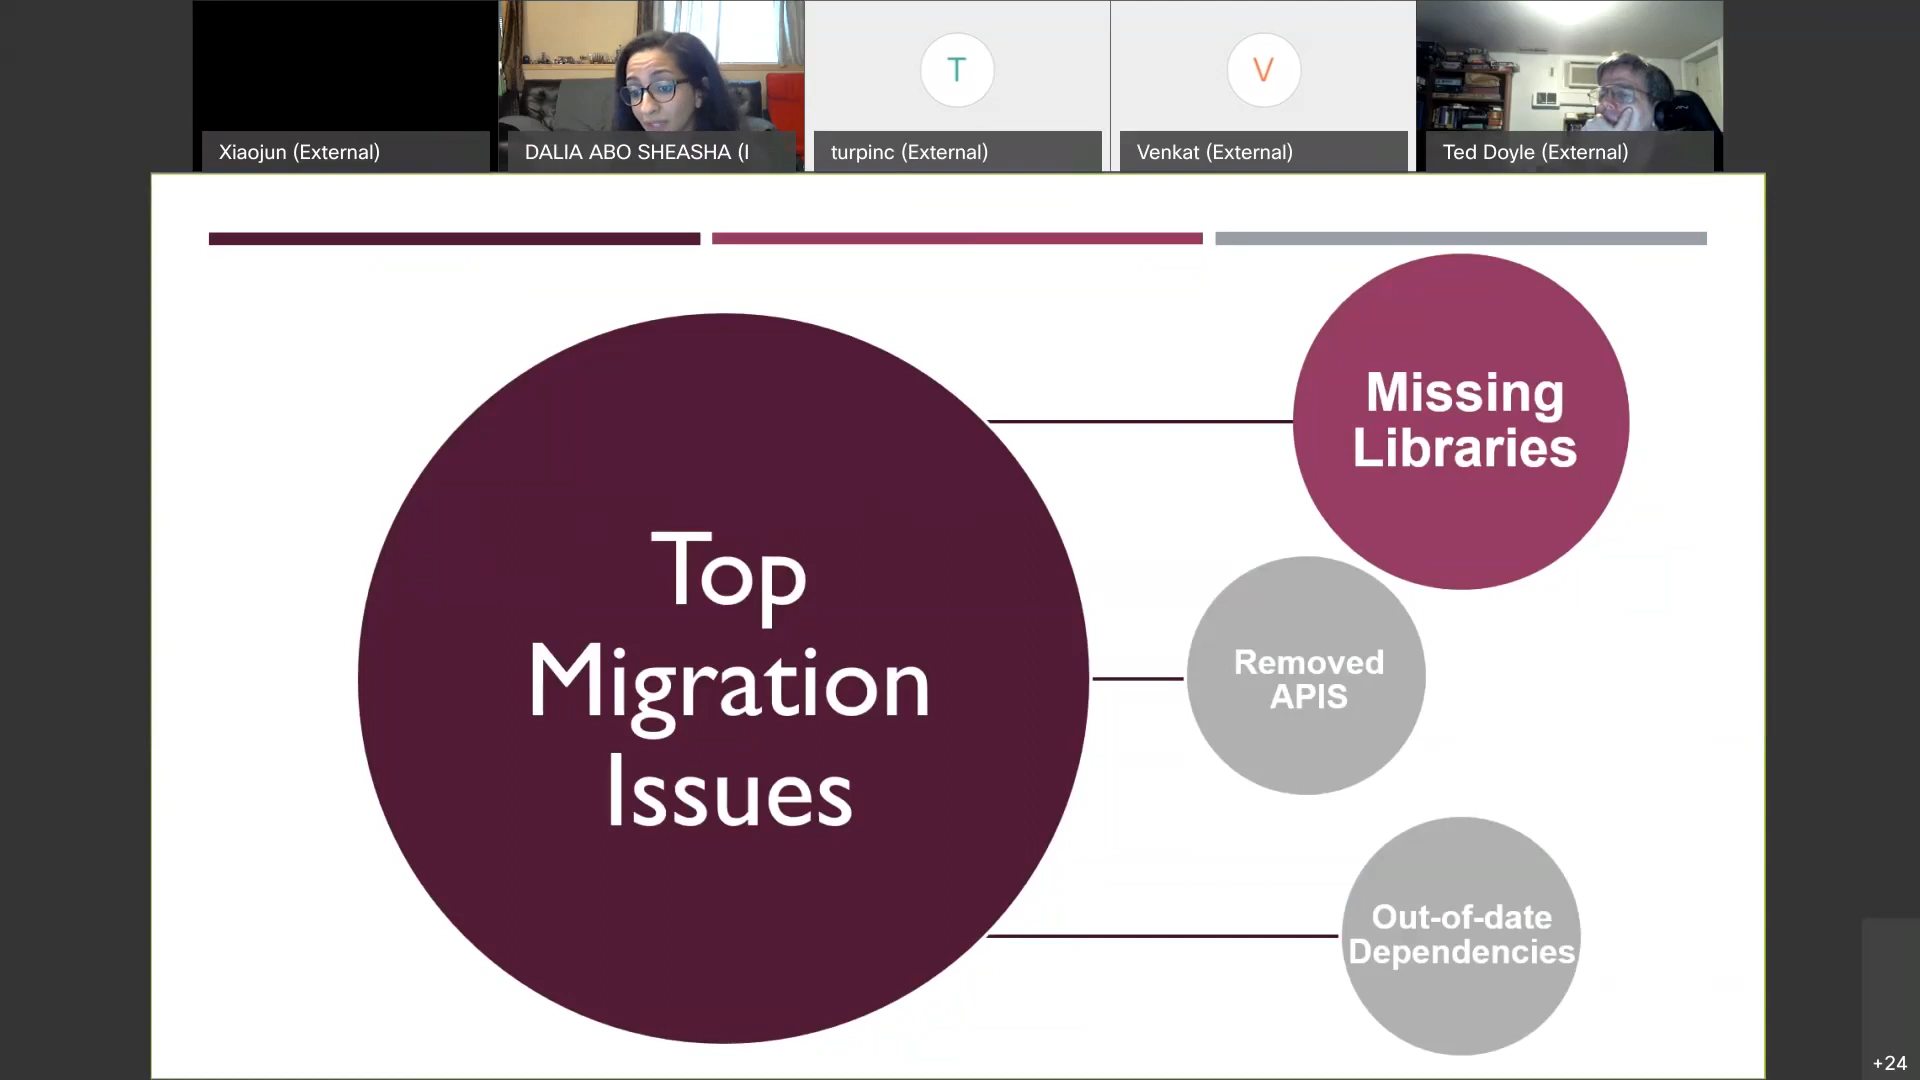 T
V
Xiaojun (External)
DALIA ABO SHEASHA (I
turpinc (External)
Venkat (External)
Ted Doyle (External)
Top
Migration
Issues
Missing
Libraries
Removed
APIS
Out-of-date
Dependencies
+24